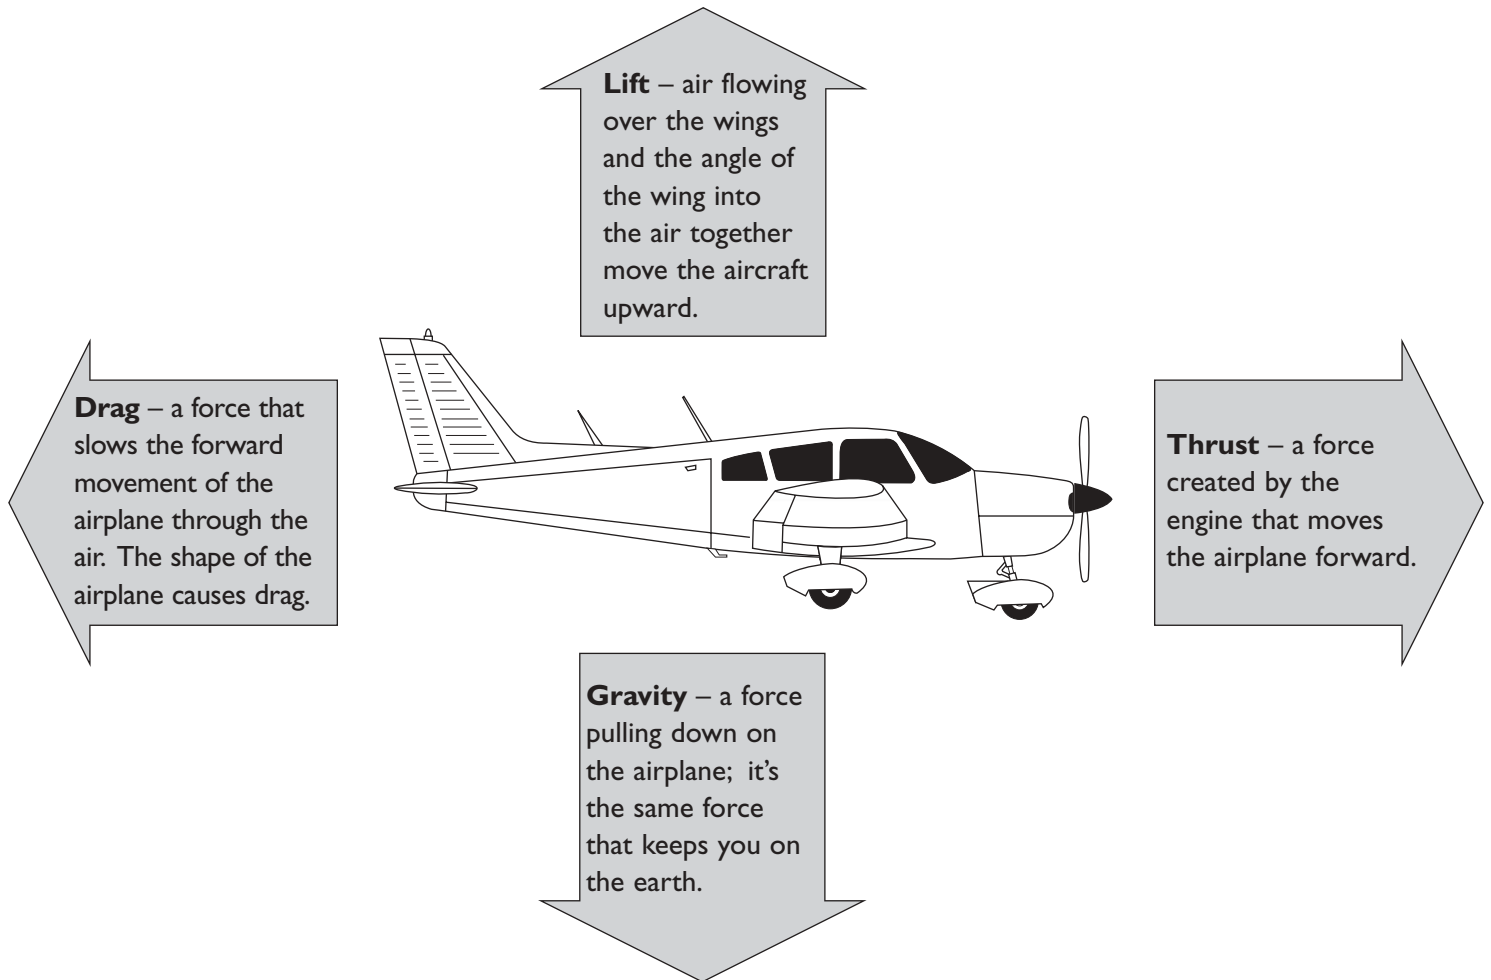 Lift – air flowing
over the wings
and the angle of
the wing into
the air together
move the aircraft
upward.
Drag – a force that
slows the forward
movement of the
airplane through the
air. The shape of the
airplane causes drag.
Thrust – a force
created by the
engine that moves
the airplane forward.
Gravity – a force
pulling down on
the airplane; it’s
the same force
that keeps you on
the earth.